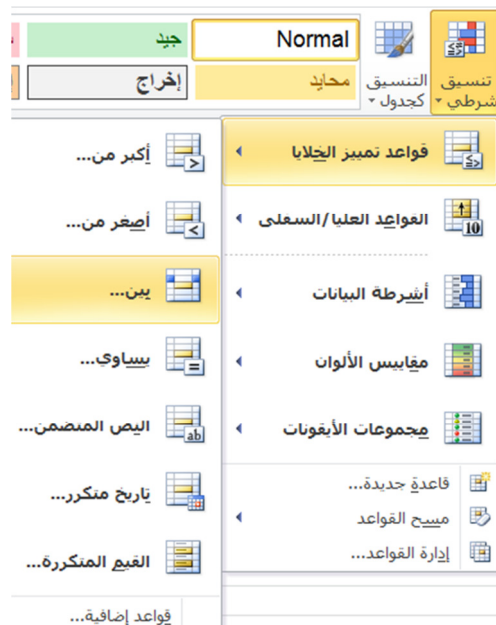 تنسيق شرطي
التنسيق كجدول
Normal
جيد
محايد
إخراج
قواعد تمييز الخلايا
القواعد العليا/السفلى
أشرطة البيانات
مقاييس الألوان
مجموعات الأيقونات
قاعدة جديدة...
مسح القواعد
إدارة القواعد...
أكبر من...
أصغر من...
بين...
يساوي...
النص المتضمن...
تاريخ متكرر...
القيم المتكررة...
قواعد إضافية...